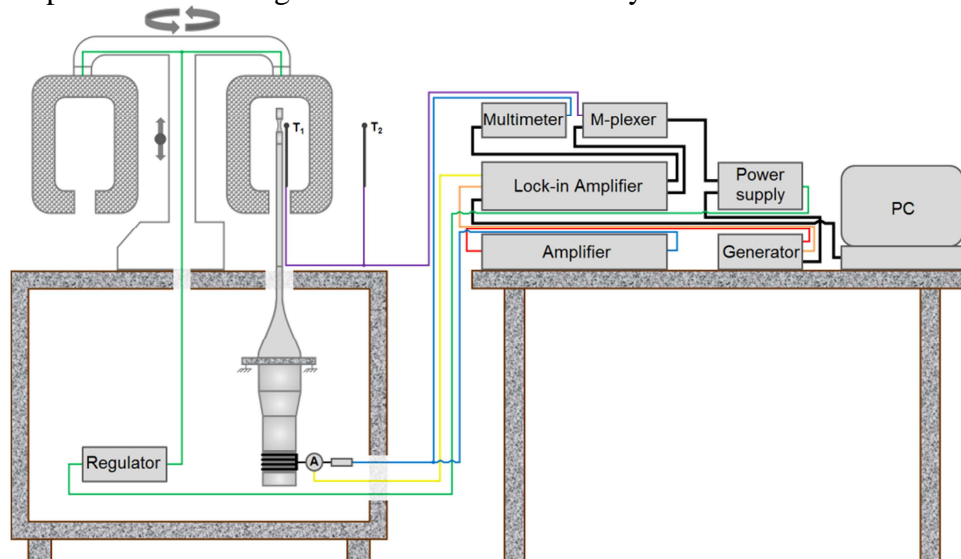 T₁
T₂
Multimeter
M-plexer
Lock-in Amplifier
Power
supply
PC
Amplifier
Generator
Regulator
A